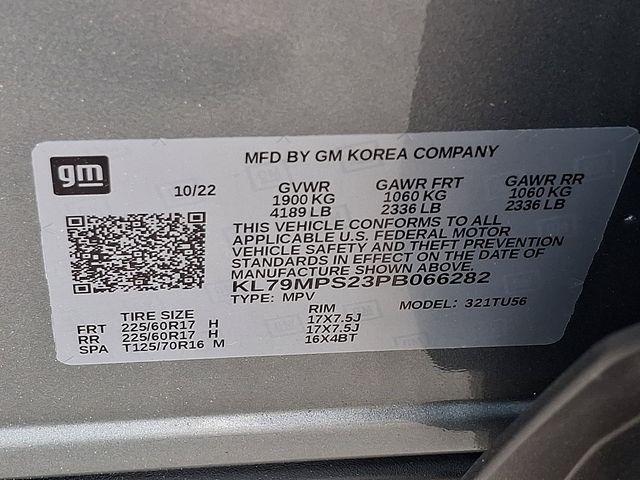 gm
MFD BY GM KOREA COMPANY
10/22 GVWR GAWR FRT GAWR RR
1900 KG 1060 KG 1060 KG
4189 LB 2336 LB 2336 LB
THIS VEHICLE CONFORMS TO ALL
APPLICABLE U.S. FEDERAL MOTOR
VEHICLE SAFETY AND THEFT PREVENTION
STANDARDS IN EFFECT ON THE DATE OF
MANUFACTURE SHOWN ABOVE.
KL79MPS23PB066282
TYPE: MPV MODEL: 321TU56
TIRE SIZE RIM
FRT 225/60R17 H 17X7.5J
RR 225/60R17 H 17X7.5J
SPA T125/70R16 M 16X4BT